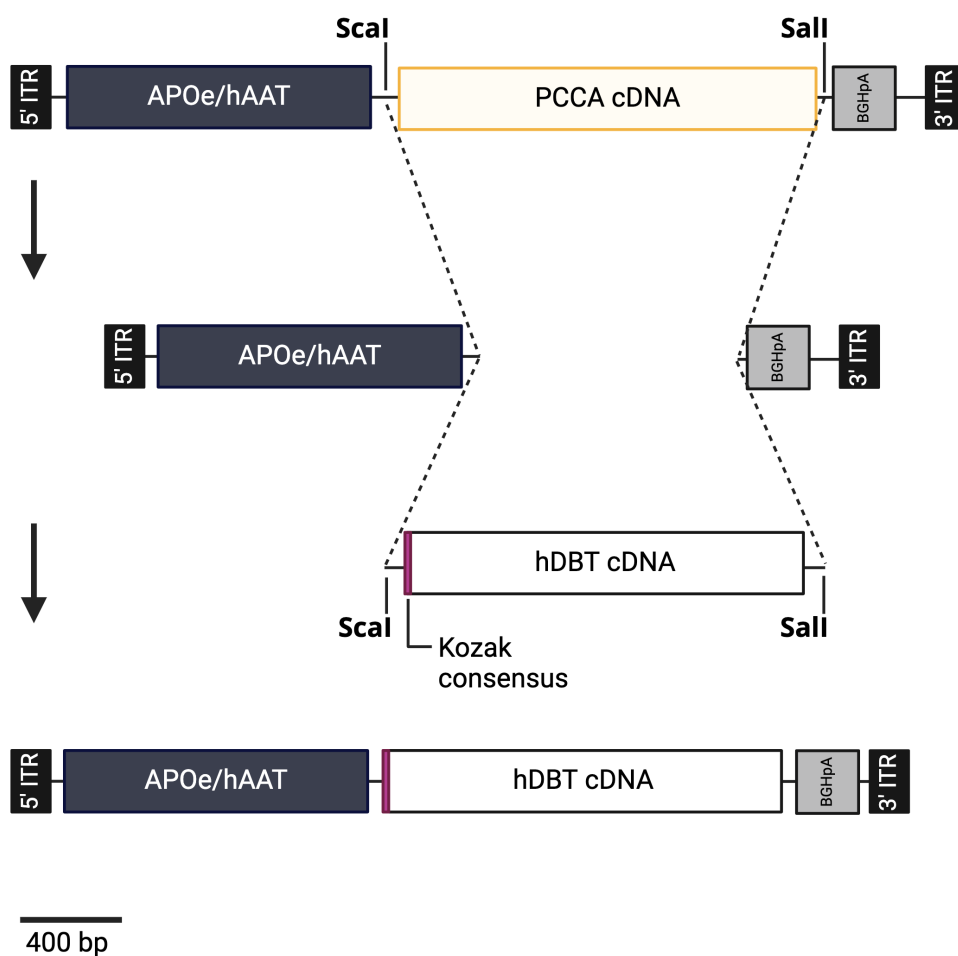 ScaI SalI
5' ITR APOe/hAAT PCCA cDNA BGHpA 3' ITR
5' ITR APOe/hAAT BGHpA 3' ITR
hDBT cDNA
ScaI SalI
Kozak
consensus
5' ITR APOe/hAAT hDBT cDNA BGHpA 3' ITR
400 bp